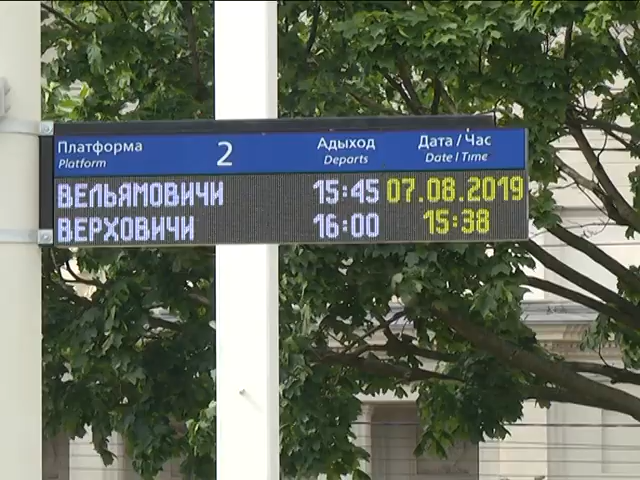 Платформа 2 Адыход Дата / Час
Platform Departs Date | Time
ВЕЛЬЯМОВИЧИ 15:45 07.08.2019
ВЕРХОВИЧИ 16:00 15:38